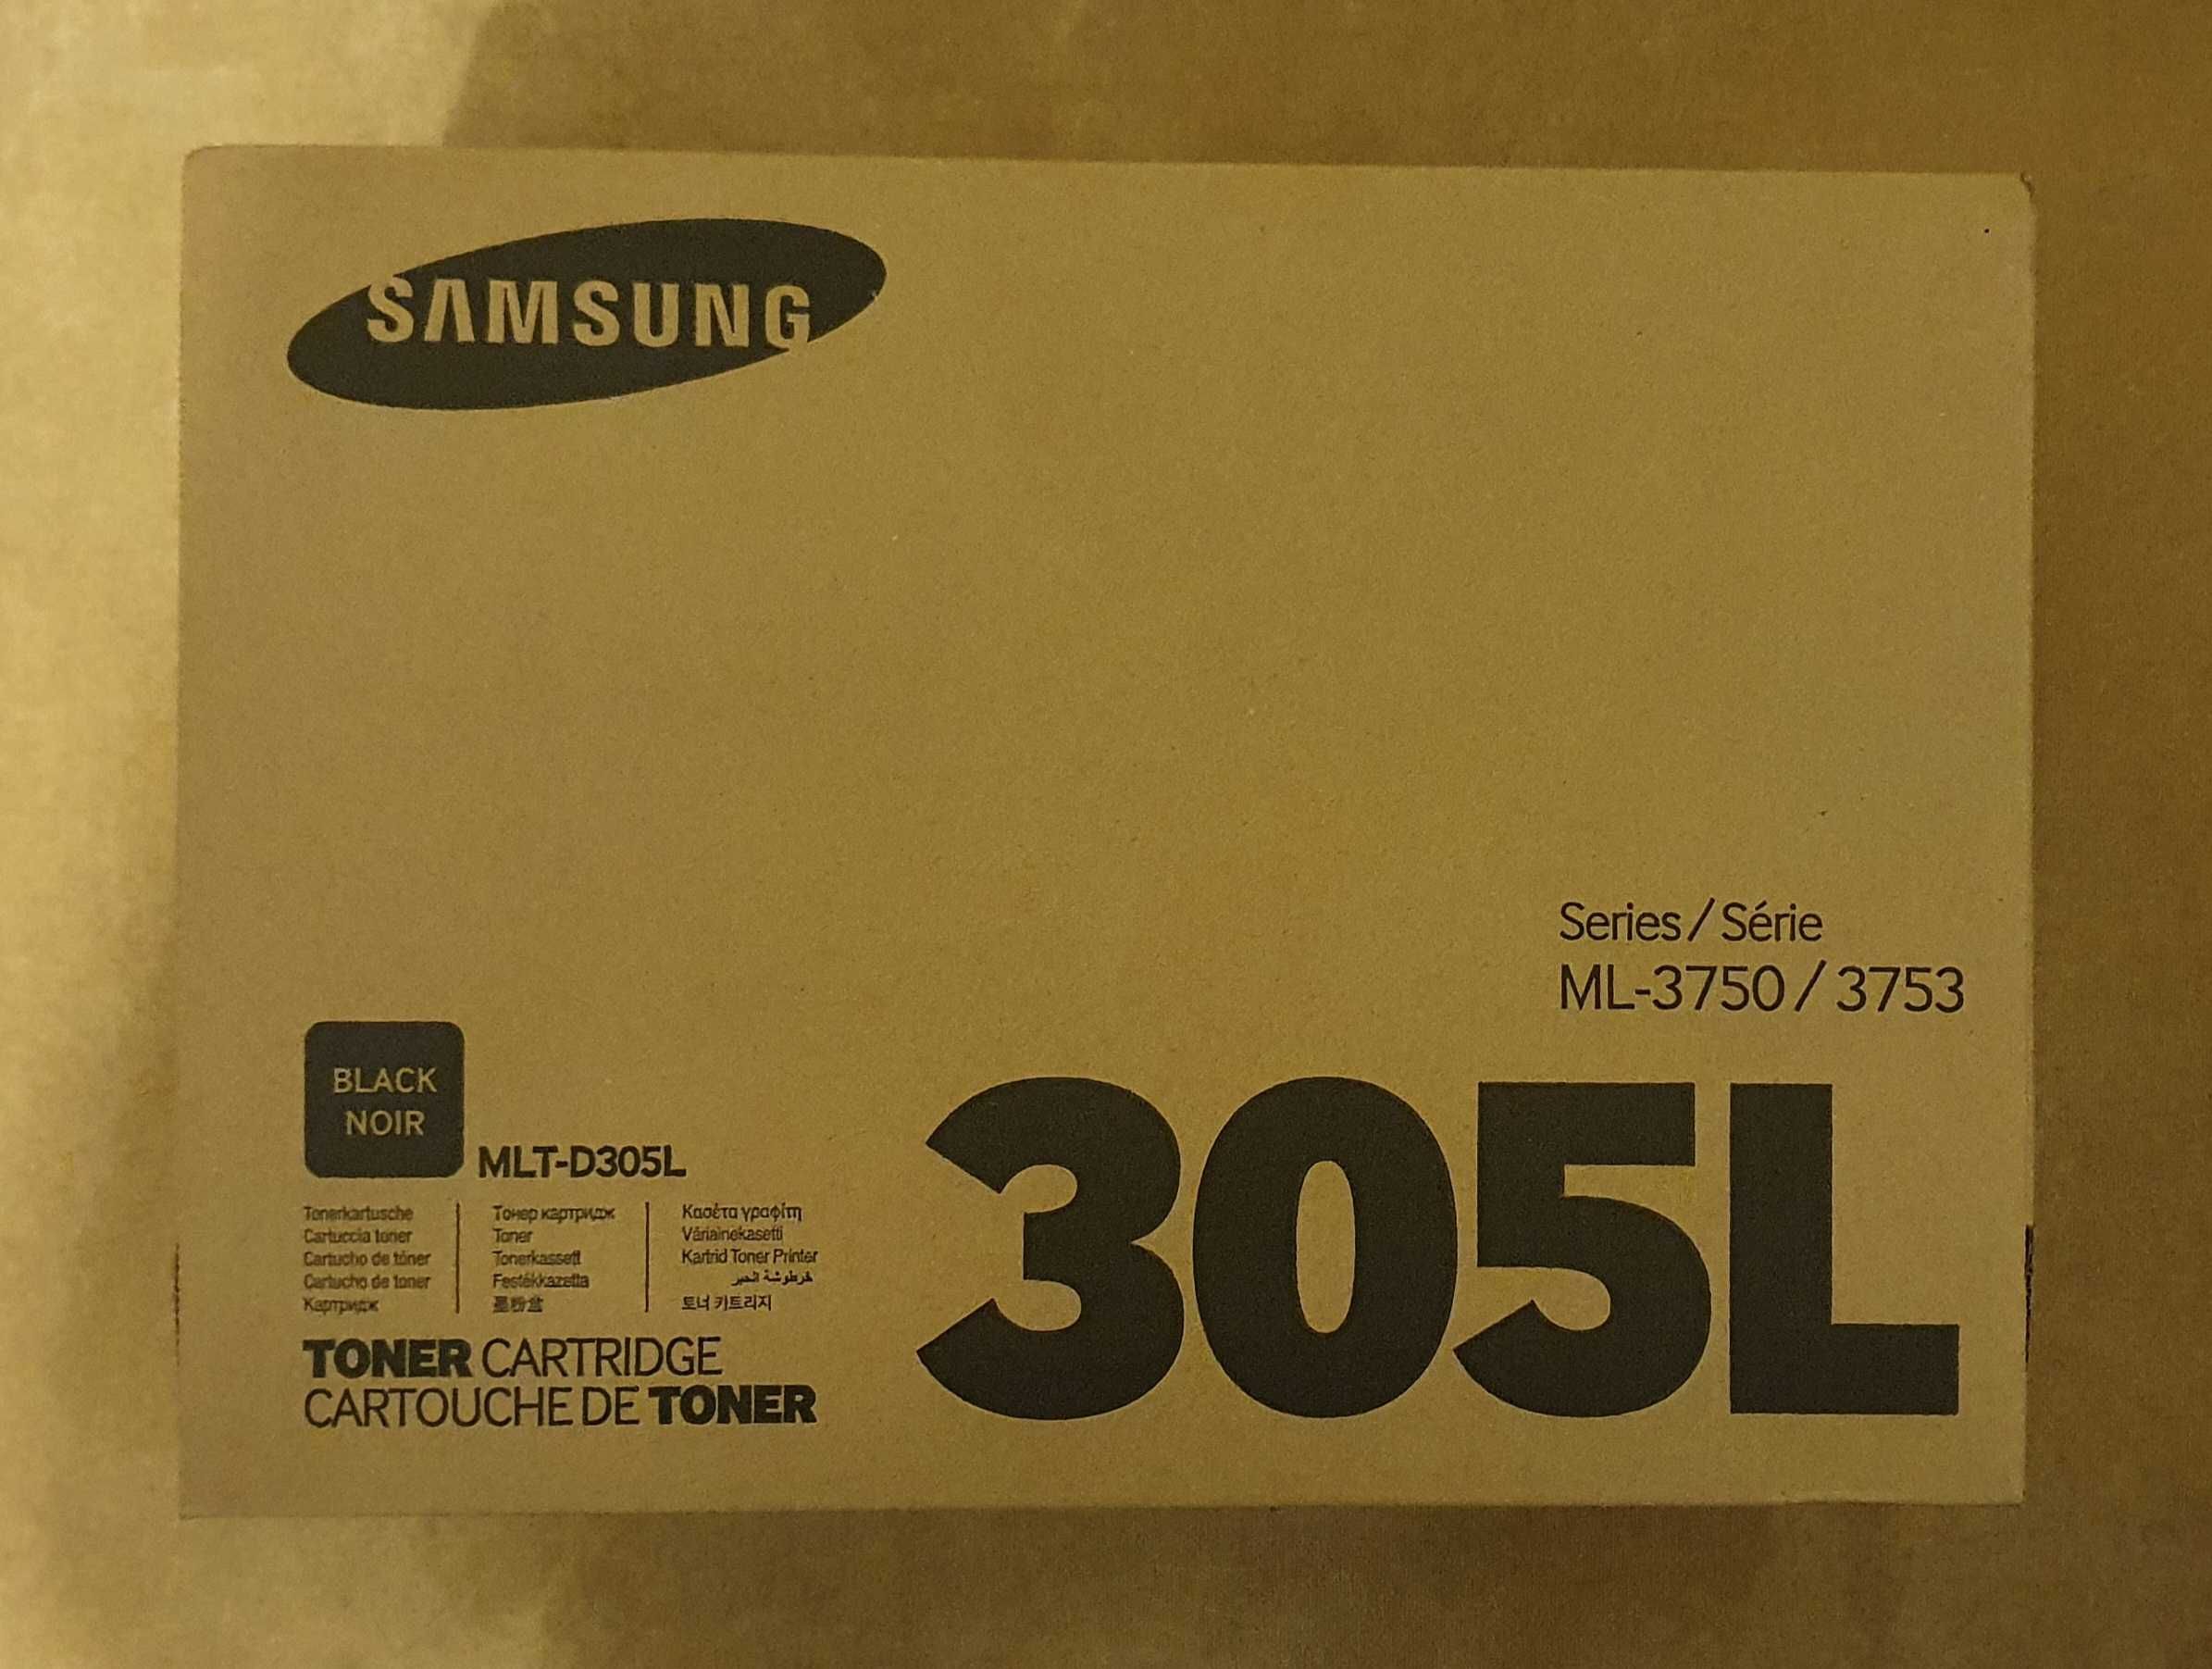 SAMSUNG
Series / Série
ML-3750 / 3753
BLACK
NOIR
MLT-D305L
305L
Tonerkartusche
Cartuccia toner
Cartucho de tóner
Cartucho de toner
Картридж
Тонер картридж
Toner
Tonerkassett
Festékkazetta
墨粉盒
Κασέτα γραφίτη
Väriainekasetti
Kartrid Toner Printer
خرطوشة الحبر
토너 키트리지
TONER CARTRIDGE
CARTOUCHE DE TONER